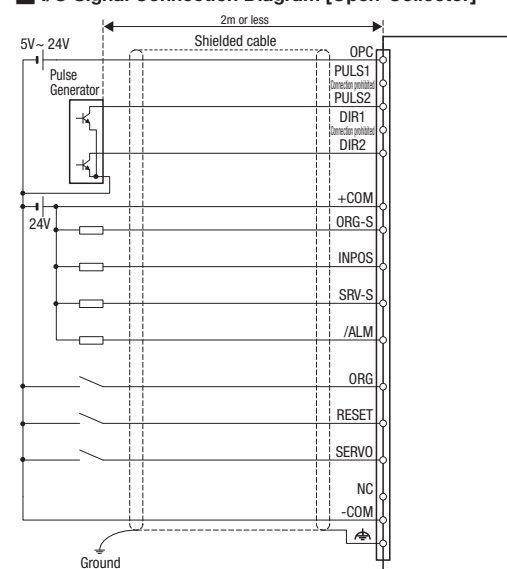 I/O Signal Connection Diagram [Open-Collector]
2m or less
Shielded cable
5V~ 24V
OPC
Pulse
Generator
PULS1
Connection prohibited
PULS2
DIR1
Connection prohibited
DIR2
+COM
24V
ORG-S
INPOS
SRV-S
/ALM
ORG
RESET
SERVO
NC
-COM
Ground